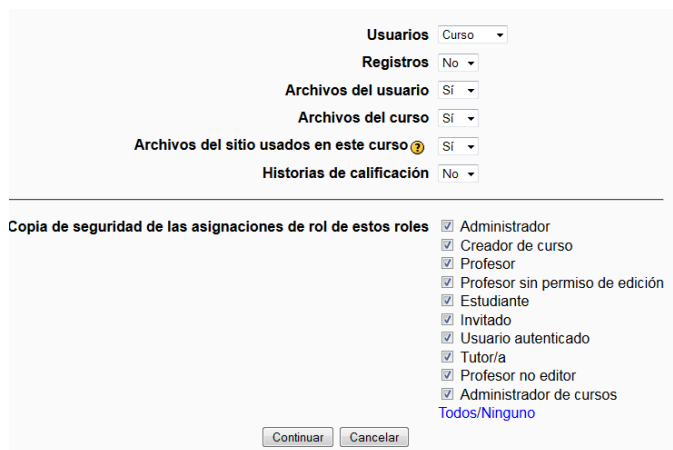 Usuarios Curso
Registros No
Archivos del usuario Sí
Archivos del curso Sí
Archivos del sitio usados en este curso ? Sí
Historias de calificación No
Copia de seguridad de las asignaciones de rol de estos roles Administrador
Creador de curso
Profesor
Profesor sin permiso de edición
Estudiante
Invitado
Usuario autenticado
Tutor/a
Profesor no editor
Administrador de cursos
Todos/Ninguno
Continuar Cancelar